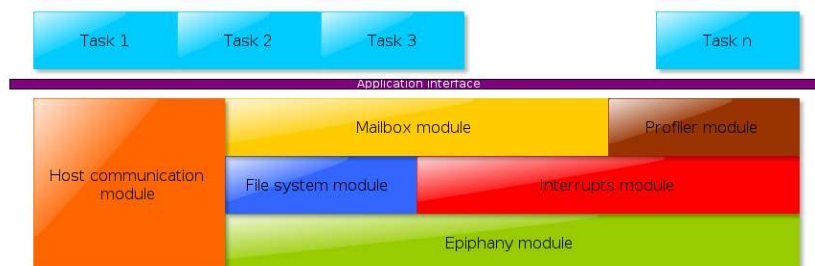 Task 1
Task 2
Task 3
Task n
Application interface
Mailbox module
Profiler module
Host communication
module
File system module
Interrupts module
Epiphany module